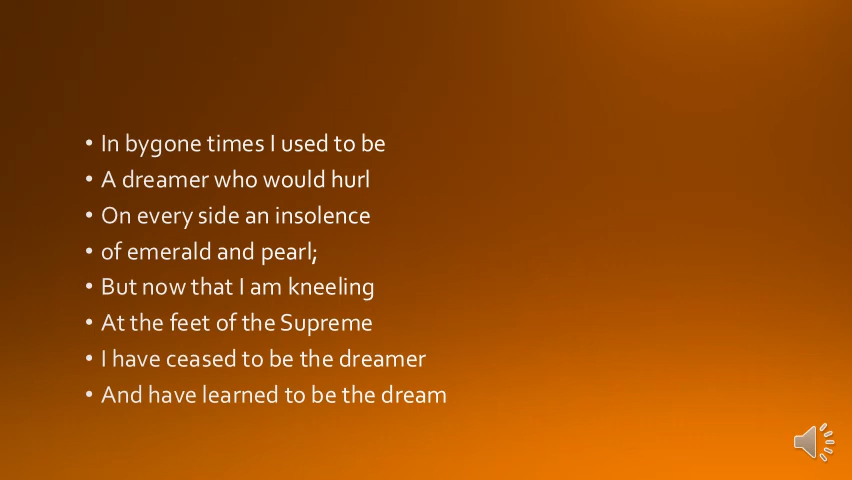 • In bygone times I used to be
• A dreamer who would hurl
• On every side an insolence
• of emerald and pearl;
• But now that I am kneeling
• At the feet of the Supreme
• I have ceased to be the dreamer
• And have learned to be the dream